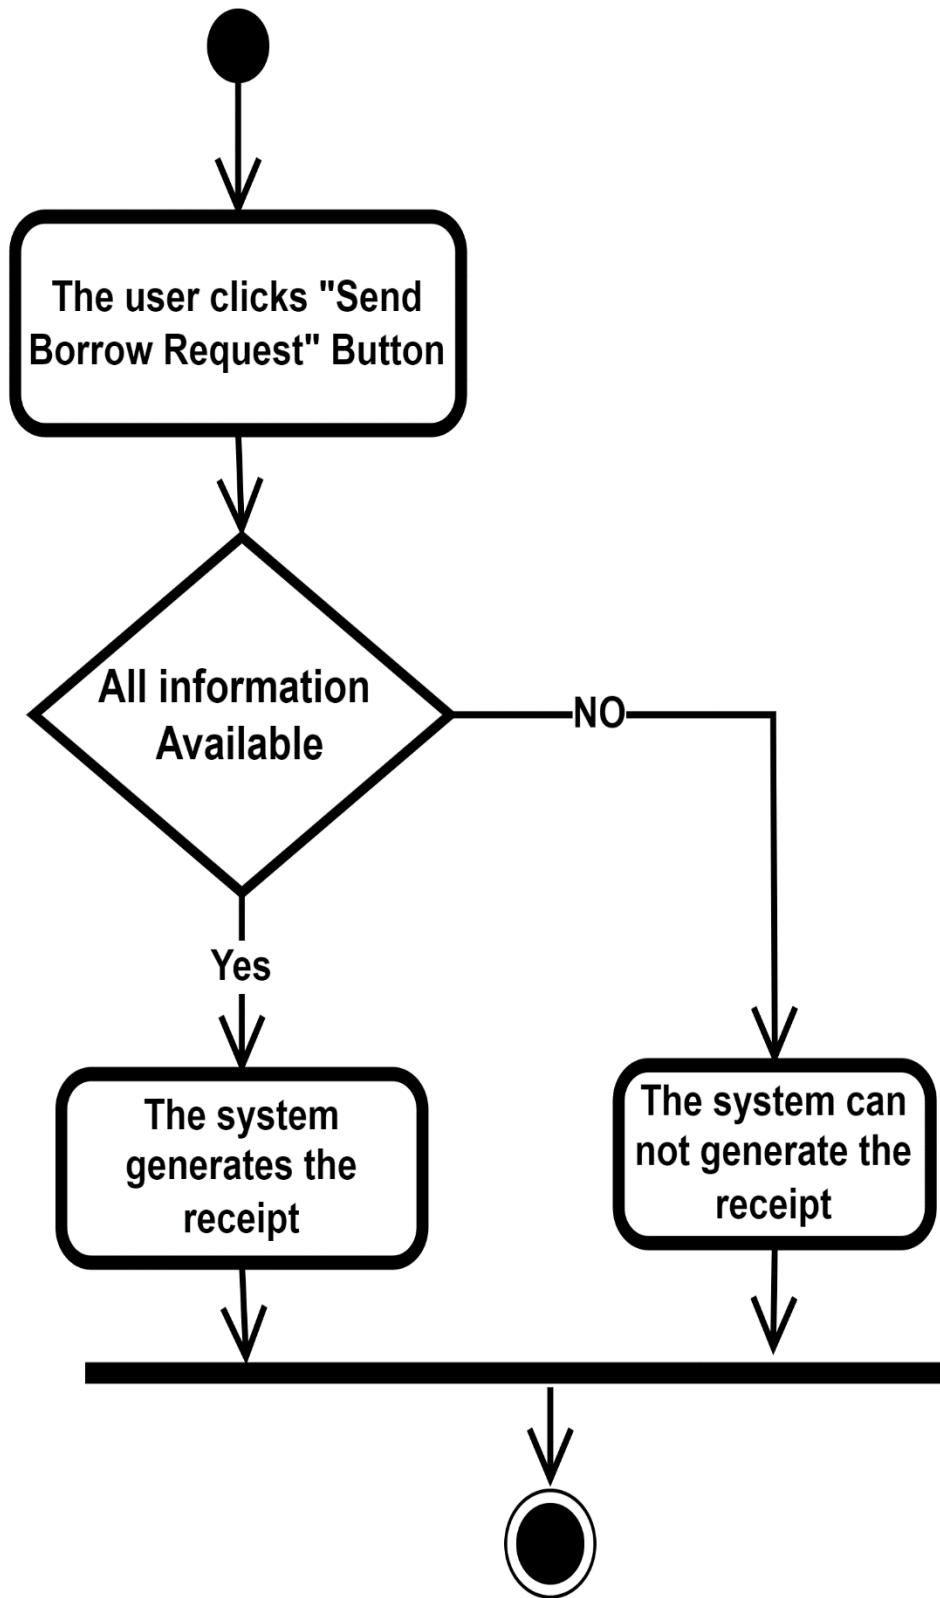 The user clicks "Send
Borrow Request" Button
All information
Available
NO
Yes
The system
generates the
receipt
The system can
not generate the
receipt